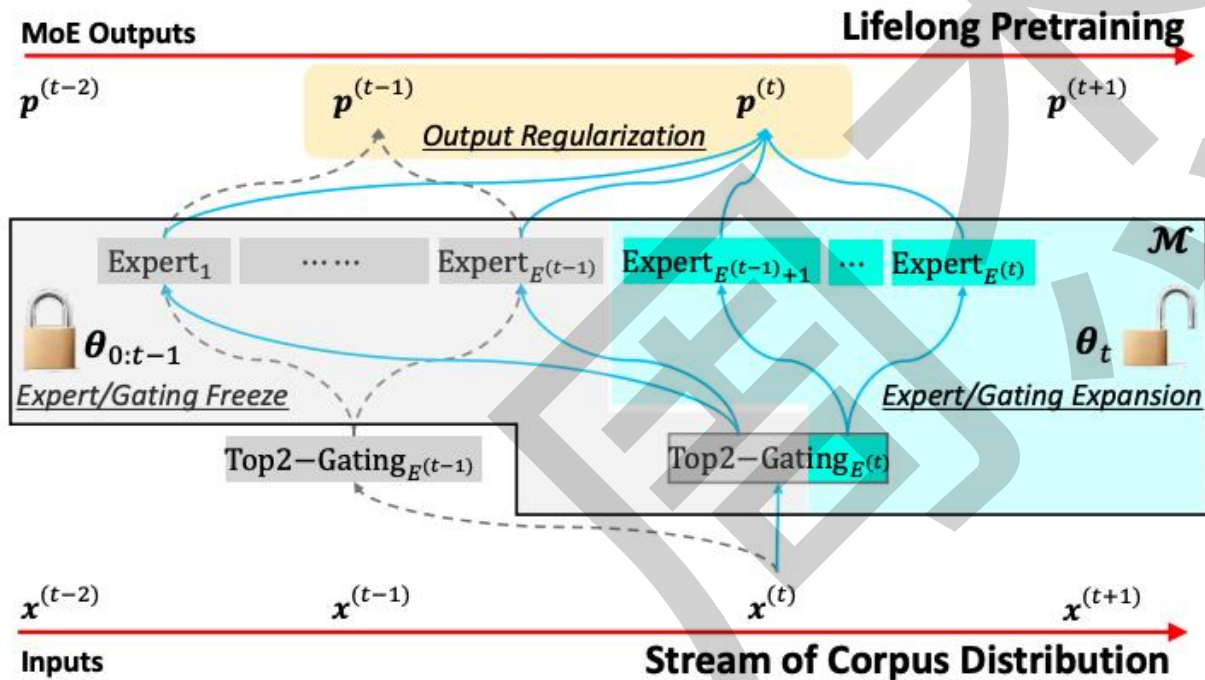 MoE Outputs
Lifelong Pretraining
p^(t−2) p^(t−1) p^(t) p^(t+1)
Output Regularization
Expert_1 ······ Expert_E^(t−1) Expert_E^(t−1)+1 ··· Expert_E^(t)
ℳ
θ_0:t−1
θ_t
Expert/Gating Freeze
Expert/Gating Expansion
Top2−Gating_E^(t−1)
Top2−Gating_E^(t)
x^(t−2) x^(t−1) x^(t) x^(t+1)
Inputs
Stream of Corpus Distribution